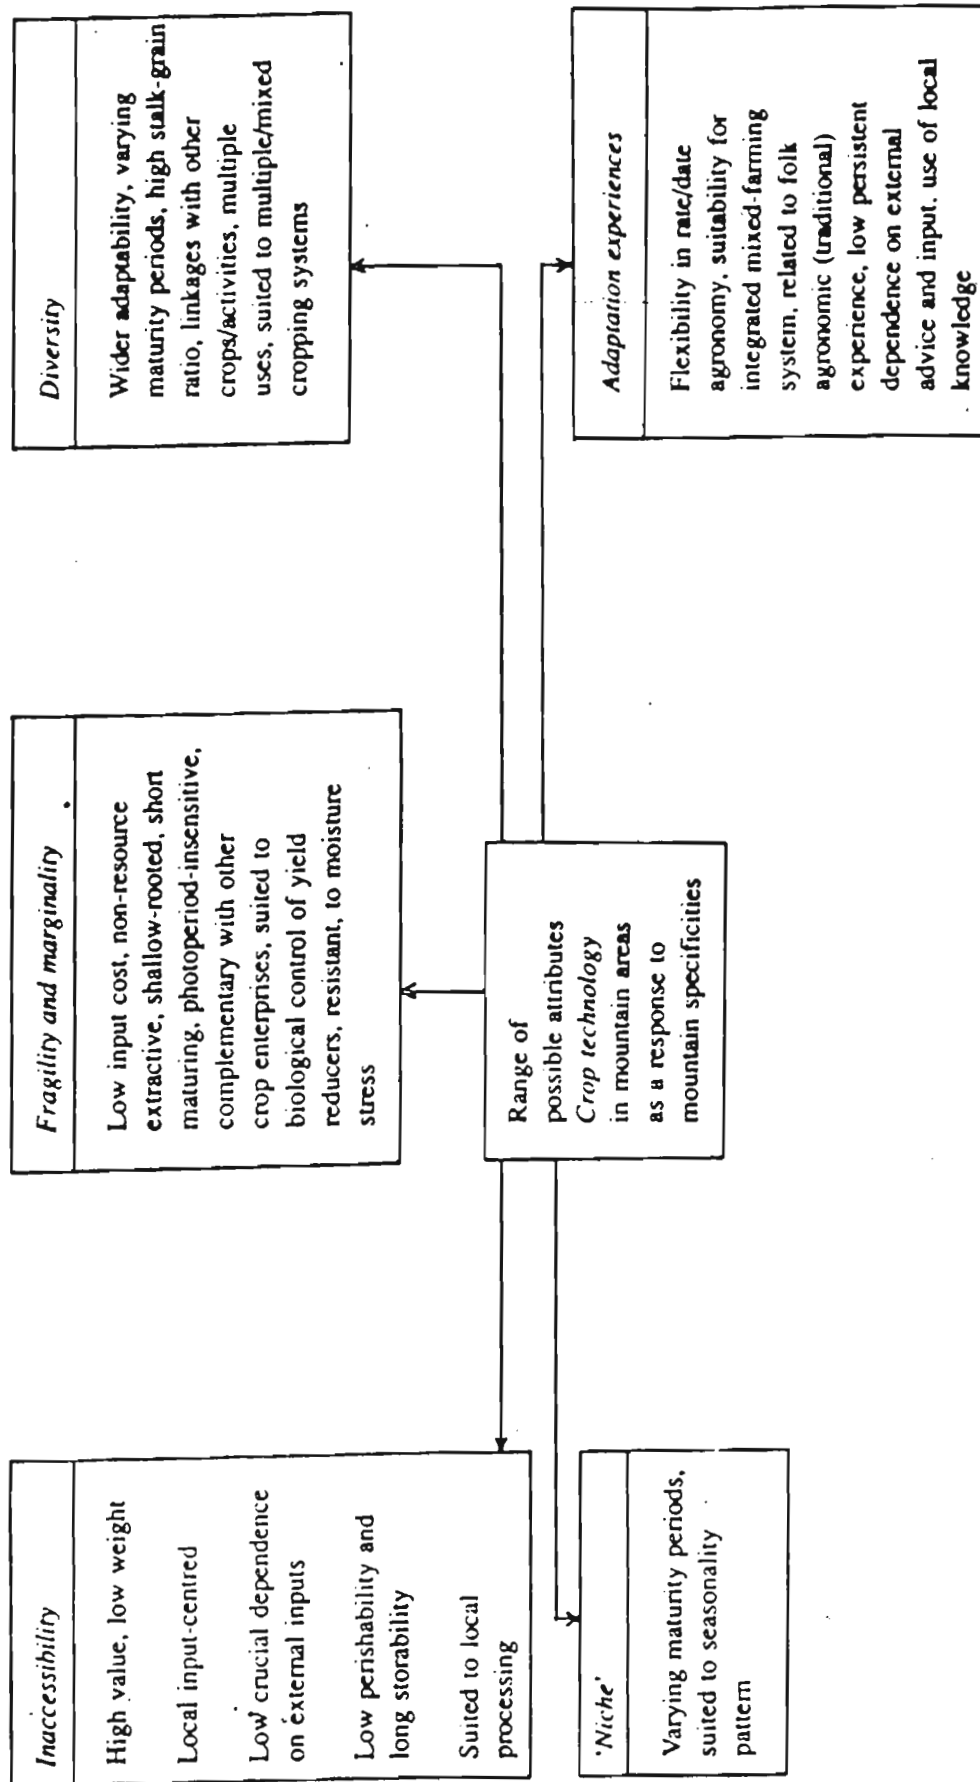 Inaccessibility
High value, low weight
Local input-centred
Low crucial dependence
on external inputs
Low perishability and
long storability
Suited to local
processing
Fragility and marginality
Low input cost, non-resource
extractive, shallow-rooted, short
maturing, photoperiod-insensitive,
complementary with other
crop enterprises, suited to
biological control of yield
reducers, resistant, to moisture
stress
Diversity
Wider adaptability, varying
maturity periods, high stalk-grain
ratio, linkages with other
crops/activities, multiple
uses, suited to multiple/mixed
cropping systems
Range of
possible attributes
Crop technology
in mountain areas
as a response to
mountain specificities
'Niche'
Varying maturity periods,
suited to seasonality
pattern
Adaptation experiences
Flexibility in rate/date
agronomy, suitability for
integrated mixed-farming
system, related to folk
agronomic (traditional)
experience, low persistent
dependence on external
advice and input, use of local
knowledge